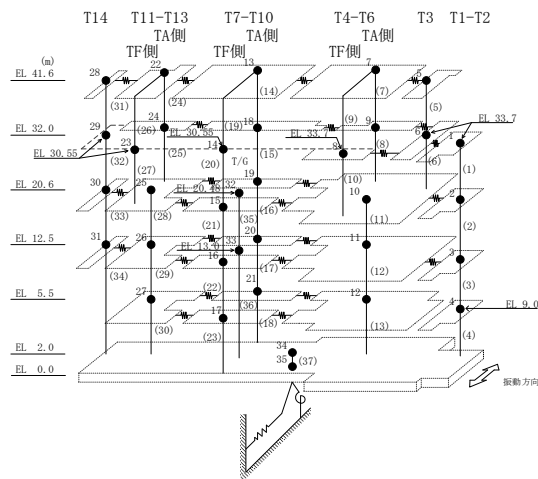 T14 T11-T13 T7-T10 T4-T6 T3 T1-T2
TA側 TA側 TA側
TF側 TF側 TF側
(m)
EL 41.6
28 22 13 7 5
(31) (24) (14) (7) (5)
EL 32.0
29 24 (26) 23 (19) 18 (9) 9 6 1
EL 30.55 EL 33.7 EL 33.7
EL 30.55
(32) (25) 14 (15) 8 (8) (6)
(27) (20) T/G (10) (1)
EL 20.6
30 25 19 10 2
EL 20.48 32
(33) (28) 15 (35) (16) (11) (2)
(21) 20
EL 12.5
31 26 33 11 3
EL 13.0
(34) (29) 16 (17) (12) (3)
(22) 21
EL 5.5
27 (36) 12 4
EL 9.0
(30) 17 (18) (13) (4)
(23)
EL 2.0
34
EL 0.0
35 (37)
振動方向